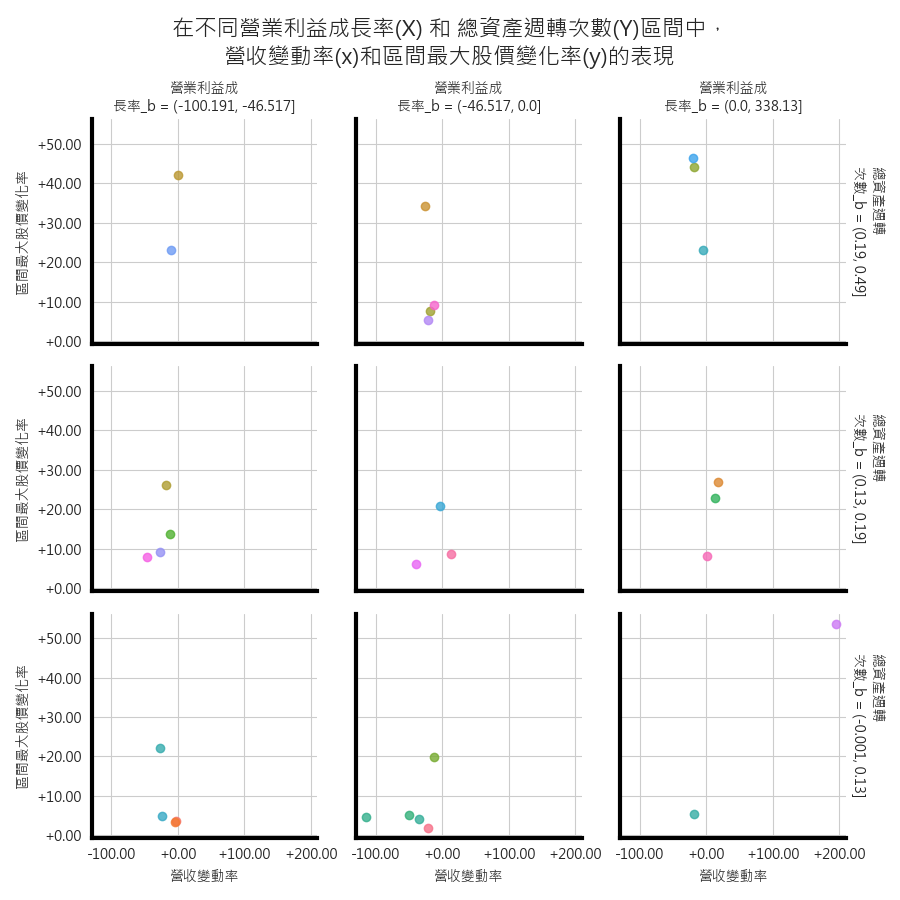 在不同營業利益成長率(X) 和 總資產週轉次數(Y)區間中，
營收變動率(x)和區間最大股價變化率(y)的表現
營業利益成
長率_b = (-100.191, -46.517]
營業利益成
長率_b = (-46.517, 0.0]
營業利益成
長率_b = (0.0, 338.13]
區間最大股價變化率
+50.00
+40.00
+30.00
+20.00
+10.00
+0.00
總資產週轉
次數_b = (0.19, 0.49]
區間最大股價變化率
+50.00
+40.00
+30.00
+20.00
+10.00
+0.00
總資產週轉
次數_b = (0.13, 0.19]
區間最大股價變化率
+50.00
+40.00
+30.00
+20.00
+10.00
+0.00
總資產週轉
次數_b = (-0.001, 0.13]
-100.00 +0.00 +100.00 +200.00
-100.00 +0.00 +100.00 +200.00
-100.00 +0.00 +100.00 +200.00
營收變動率
營收變動率
營收變動率